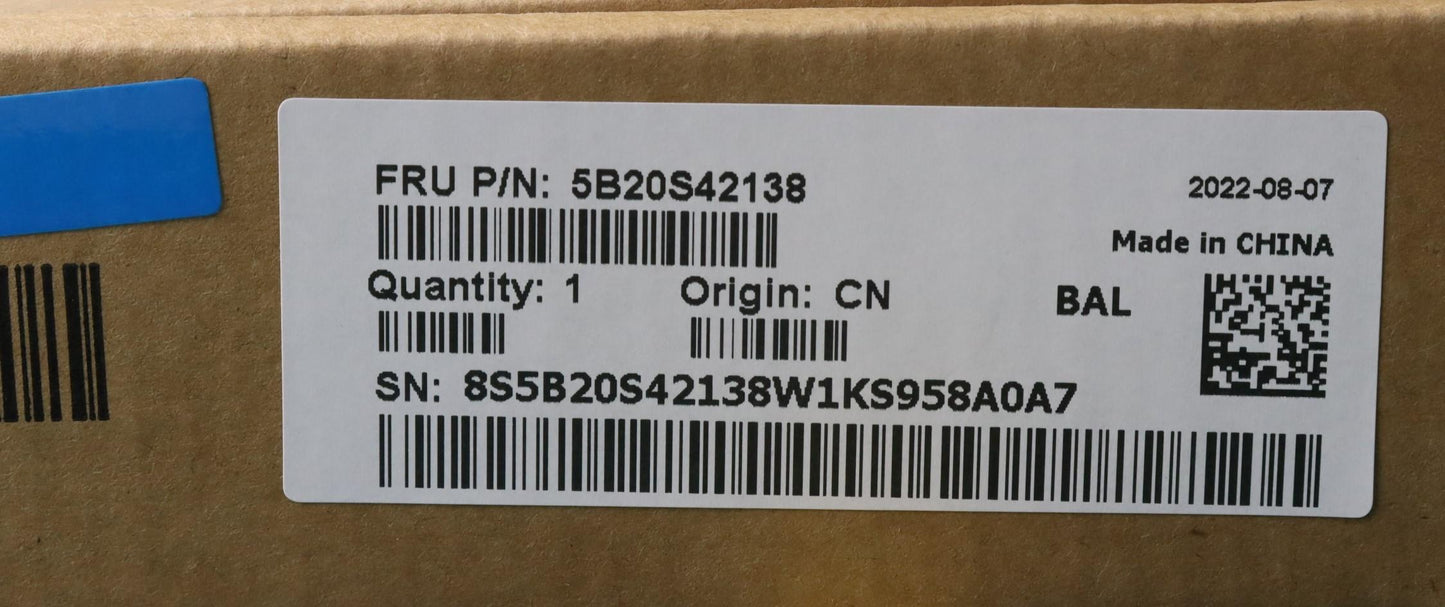 FRU P/N: 5B20S42138
2022-08-07
Made in CHINA
Quantity: 1 Origin: CN BAL
SN: 8S5B20S42138W1KS958A0A7